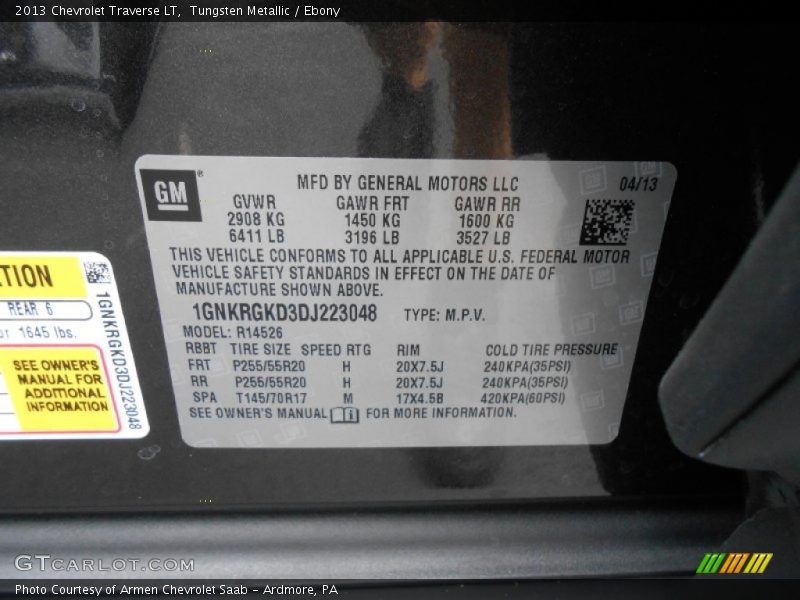 2013 Chevrolet Traverse LT, Tungsten Metallic / Ebony
GM®
MFD BY GENERAL MOTORS LLC 04/13
GVWR GAWR FRT GAWR RR
2908 KG 1450 KG 1600 KG
6411 LB 3196 LB 3527 LB
THIS VEHICLE CONFORMS TO ALL APPLICABLE U.S. FEDERAL MOTOR
VEHICLE SAFETY STANDARDS IN EFFECT ON THE DATE OF
MANUFACTURE SHOWN ABOVE.
1GNKRGKD3DJ223048 TYPE: M.P.V.
MODEL: R14526
RBBT TIRE SIZE SPEED RTG RIM COLD TIRE PRESSURE
FRT P255/55R20 H 20X7.5J 240KPA(35PSI)
RR P255/55R20 H 20X7.5J 240KPA(35PSI)
SPA T145/70R17 M 17X4.5B 420KPA(60PSI)
SEE OWNER'S MANUAL FOR MORE INFORMATION.
TION
REAR 6
or 1645 lbs.
SEE OWNER'S
MANUAL FOR
ADDITIONAL
INFORMATION
1GNKRGKD3DJ223048
GTCARLOT.COM
Photo Courtesy of Armen Chevrolet Saab - Ardmore, PA